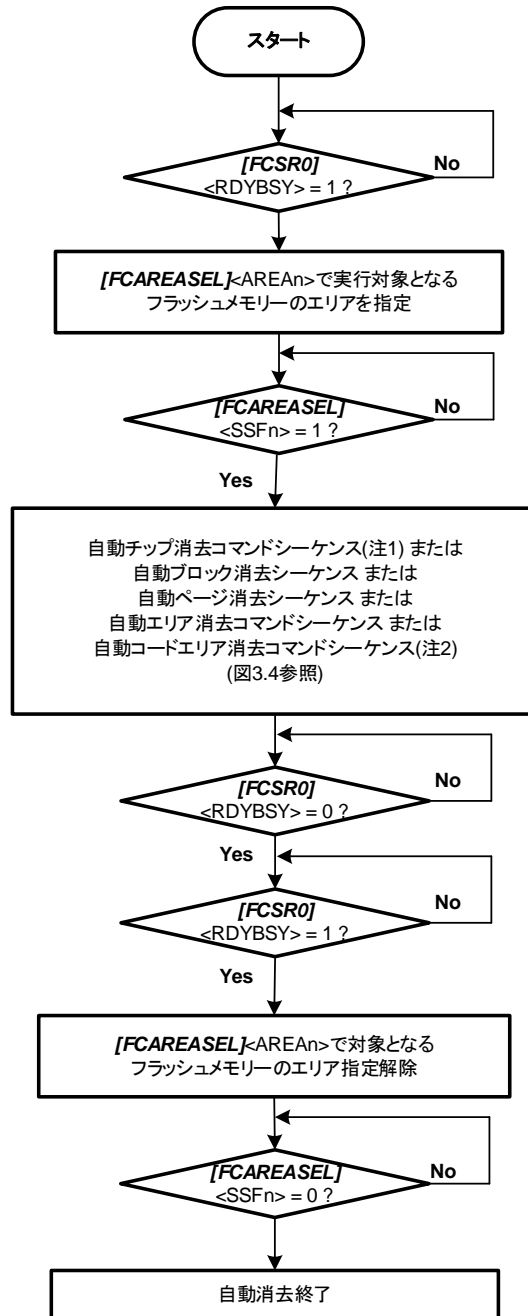 スタート
[FCSR0]
<RDYBSY> = 1 ?
No
[FCAREASEL]<AREAn>で実行対象となる
フラッシュメモリーのエリアを指定
[FCAREASEL]
<SSFn> = 1 ?
No
Yes
自動チップ消去コマンドシーケンス(注1) または
自動ブロック消去シーケンス または
自動ページ消去シーケンス または
自動エリア消去コマンドシーケンス または
自動コードエリア消去コマンドシーケンス(注2)
(図3.4参照)
[FCSR0]
<RDYBSY> = 0 ?
No
Yes
[FCSR0]
<RDYBSY> = 1 ?
No
Yes
[FCAREASEL]<AREAn>で対象となる
フラッシュメモリーのエリア指定解除
[FCAREASEL]
<SSFn> = 0 ?
No
自動消去終了